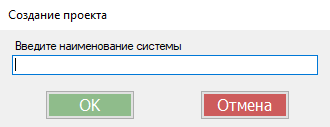 Создание проекта
Введите наименование системы
OK
Отмена